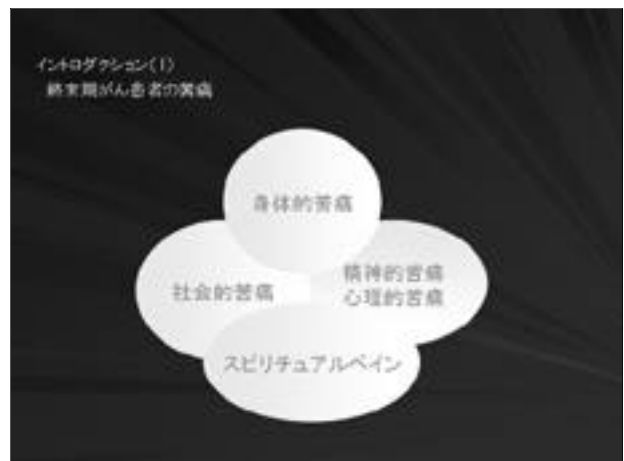 イントロダクション(1)
終末期がん患者の苦痛
身体的苦痛
社会的苦痛
精神的苦痛
心理的苦痛
スピリチュアルペイン